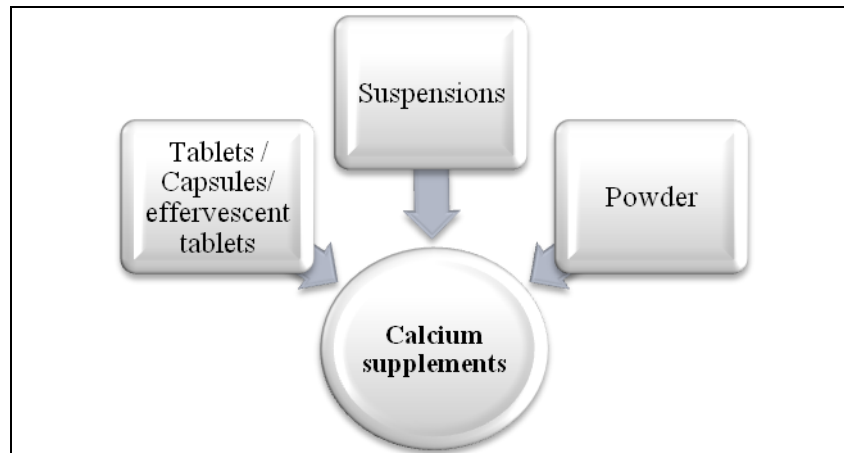 Suspensions
Tablets /
Capsules/
effervescent
tablets
Powder
Calcium
supplements